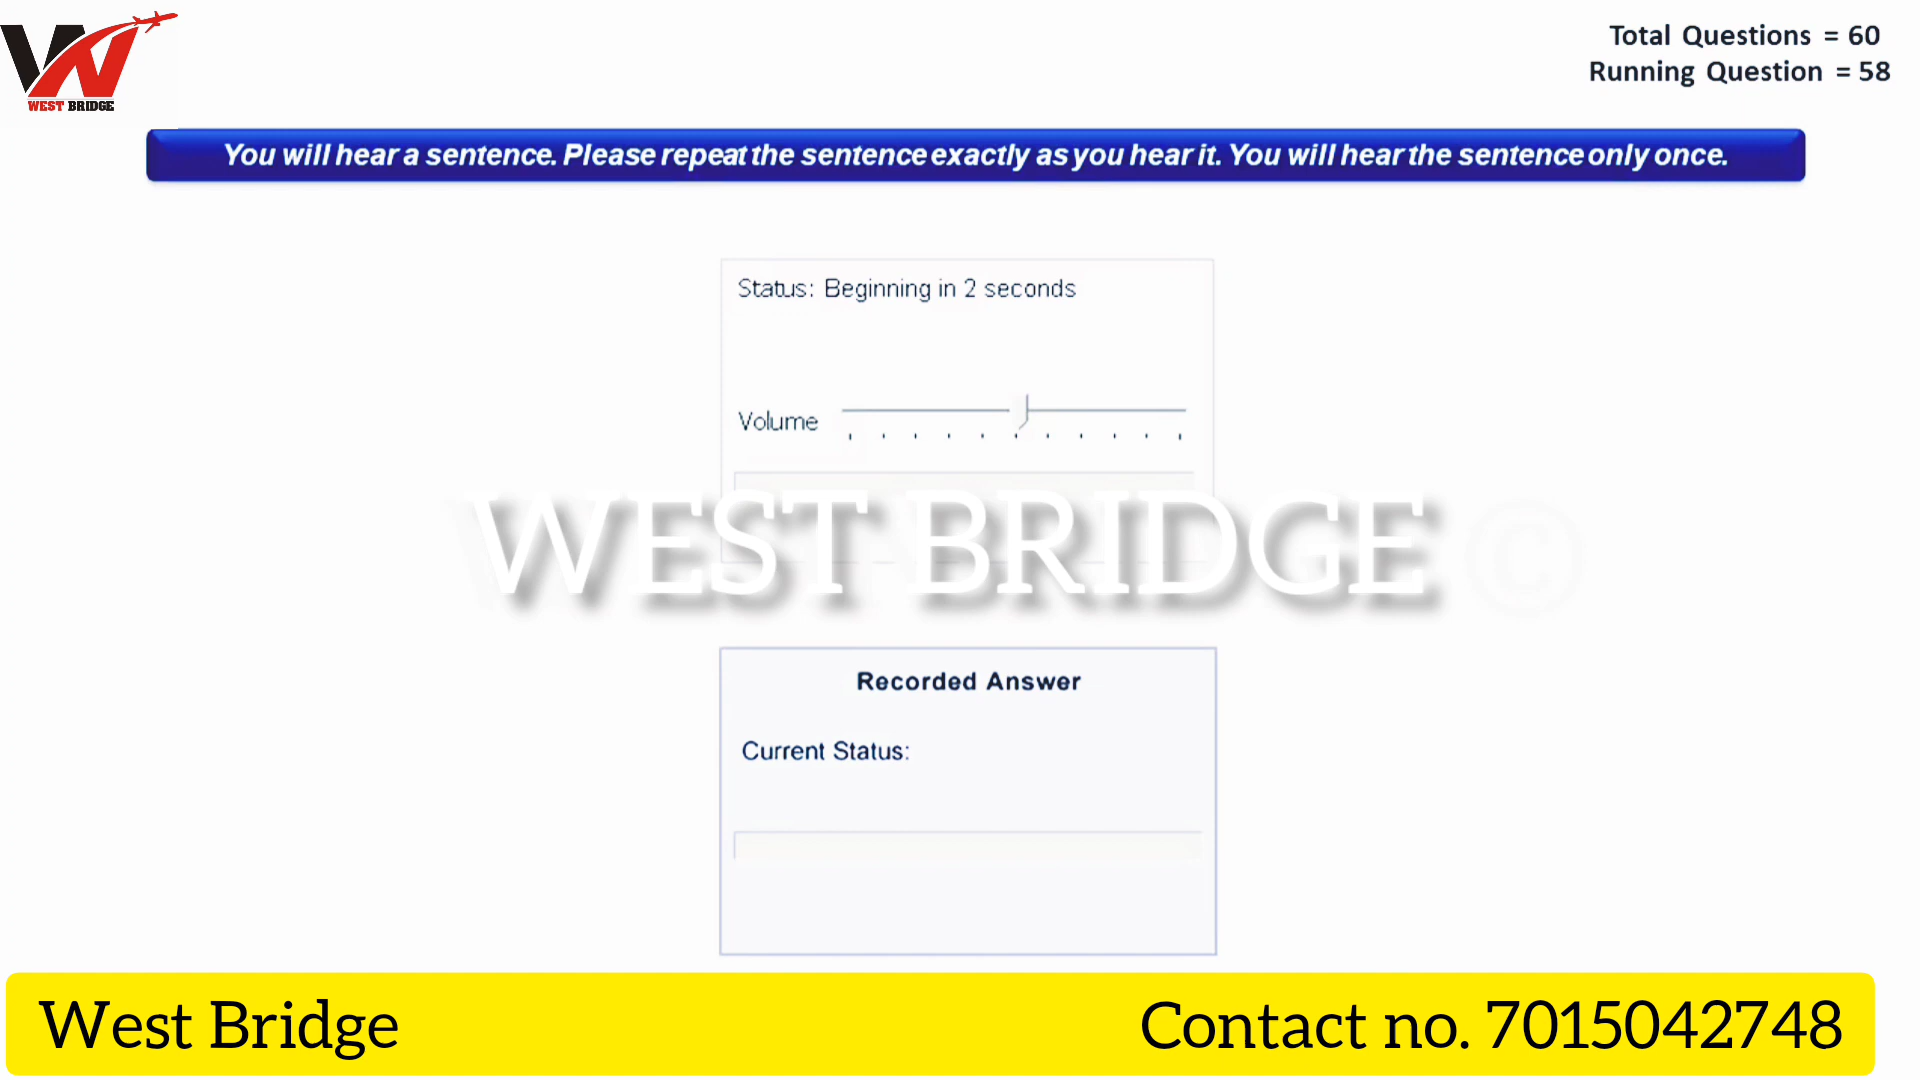 WEST BRIDGE
Total Questions = 60
Running Question = 58
You will hear a sentence. Please repeat the sentence exactly as you hear it. You will hear the sentence only once.
Status: Beginning in 2 seconds
Volume
WEST BRIDGE ©
Recorded Answer
Current Status:
West Bridge
Contact no. 7015042748